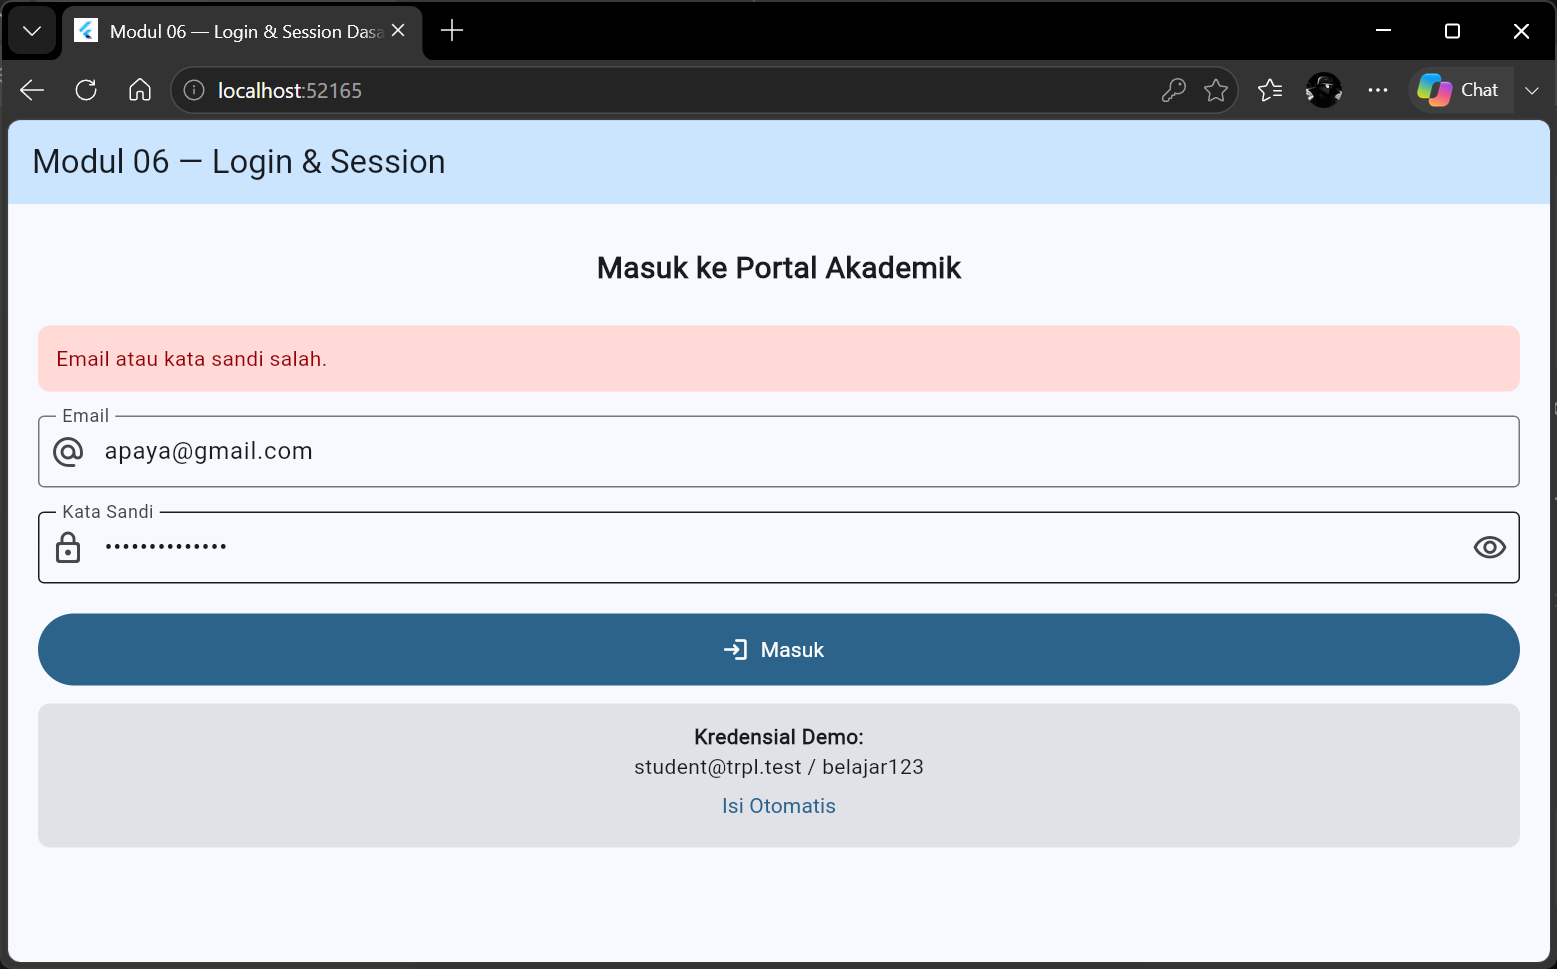 Modul 06 — Login & Session Dasa
localhost:52165
Chat
Modul 06 — Login & Session
Masuk ke Portal Akademik
Email atau kata sandi salah.
Email
apaya@gmail.com
Kata Sandi
••••••••••••••
Masuk
Kredensial Demo:
student@trpl.test / belajar123
Isi Otomatis